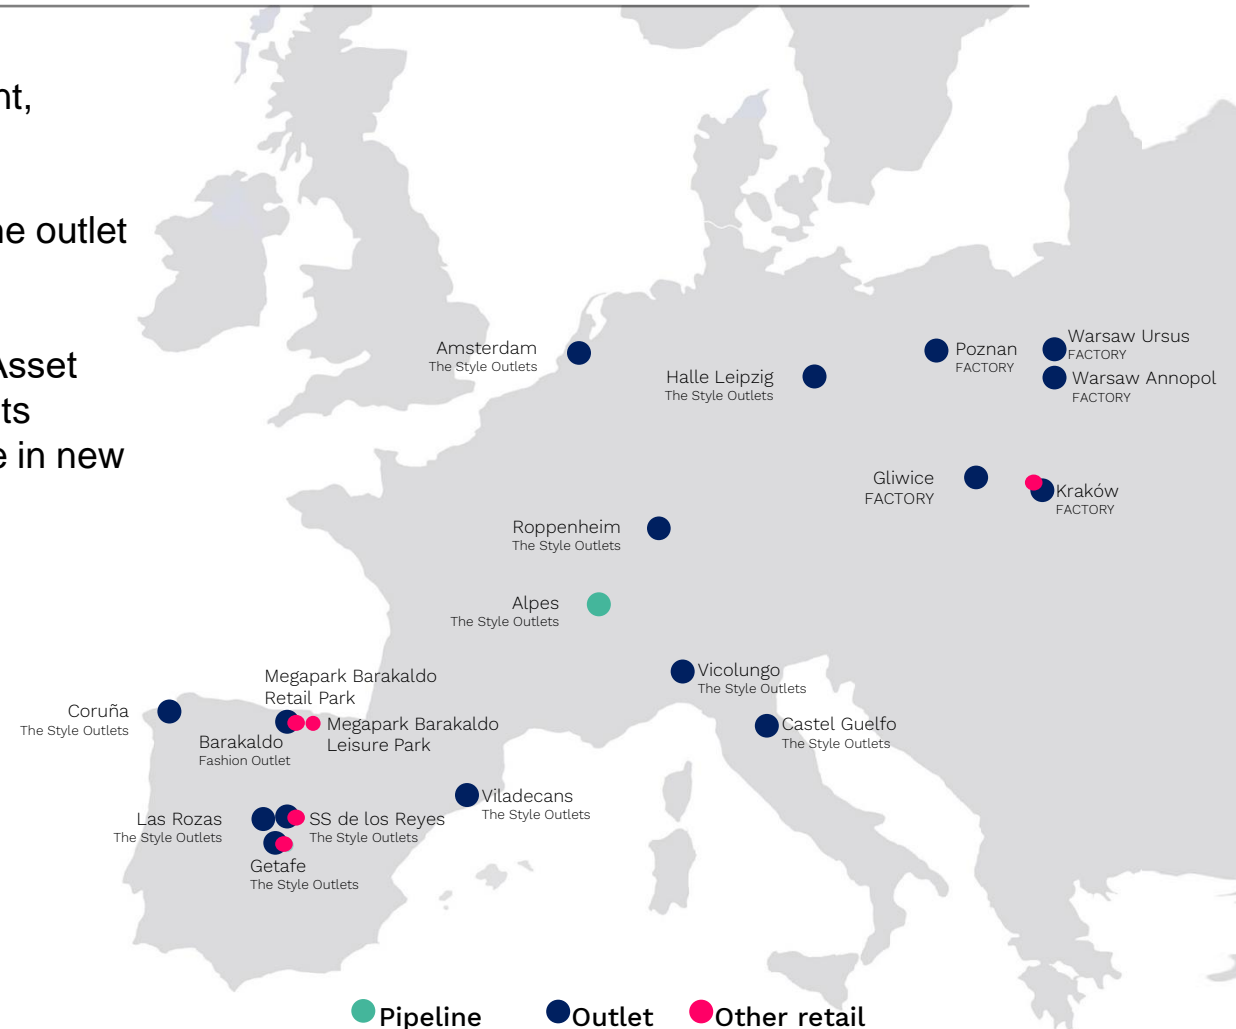 nt,
ne outlet
Asset
ts
e in new
Amsterdam
The Style Outlets
Halle Leipzig
The Style Outlets
Poznan
FACTORY
Warsaw Ursus
FACTORY
Warsaw Annopol
FACTORY
Gliwice
FACTORY
Kraków
FACTORY
Roppenheim
The Style Outlets
Alpes
The Style Outlets
Megapark Barakaldo
Retail Park
Coruña
The Style Outlets
Megapark Barakaldo
Leisure Park
Barakaldo
Fashion Outlet
Vicolungo
The Style Outlets
Castel Guelfo
The Style Outlets
Viladecans
The Style Outlets
Las Rozas
The Style Outlets
SS de los Reyes
The Style Outlets
Getafe
The Style Outlets
Pipeline Outlet Other retail